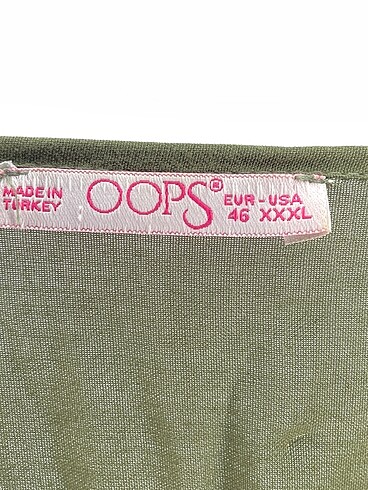 MADE IN
TURKEY
OOPS®
EUR - USA
46 XXXL